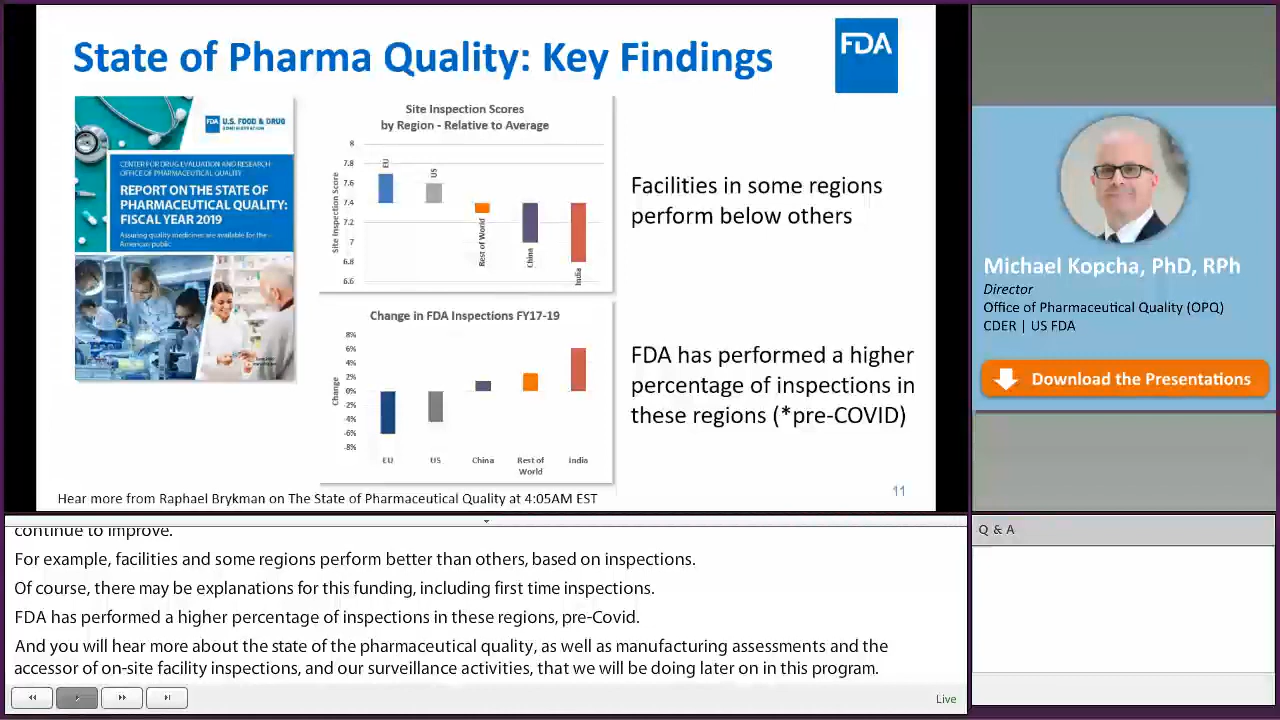 State of Pharma Quality: Key Findings
FDA
FDA U.S. FOOD & DRUG
ADMINISTRATION
CENTER FOR DRUG EVALUATION AND RESEARCH
OFFICE OF PHARMACEUTICAL QUALITY
REPORT ON THE STATE OF
PHARMACEUTICAL QUALITY:
FISCAL YEAR 2019
Assuring quality medicines are available for the
American public
Site Inspection Scores
by Region - Relative to Average
Site Inspection Score
8
7.8
7.6
7.4
7.2
7
6.8
6.6
EU
US
Rest of World
China
India
Facilities in some regions
perform below others
Change in FDA Inspections FY17-19
Change
8%
6%
4%
2%
0%
-2%
-4%
-6%
-8%
EU
US
China
Rest of
World
India
FDA has performed a higher
percentage of inspections in
these regions (*pre-COVID)
Hear more from Raphael Brykman on The State of Pharmaceutical Quality at 4:05AM EST
11
Michael Kopcha, PhD, RPh
Director
Office of Pharmaceutical Quality (OPQ)
CDER | US FDA
Download the Presentations
continue to improve.
For example, facilities and some regions perform better than others, based on inspections.
Of course, there may be explanations for this funding, including first time inspections.
FDA has performed a higher percentage of inspections in these regions, pre-Covid.
And you will hear more about the state of the pharmaceutical quality, as well as manufacturing assessments and the
accessor of on-site facility inspections, and our surveillance activities, that we will be doing later on in this program.
Live
Q & A